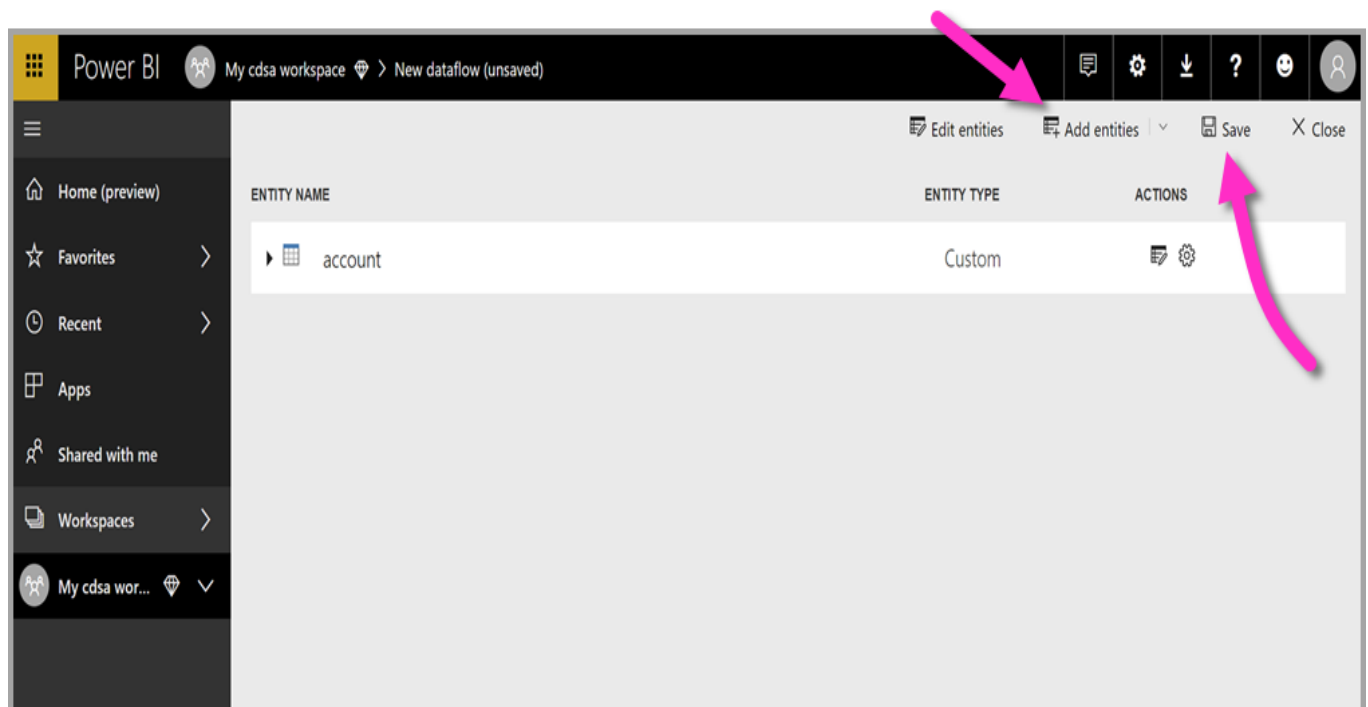 Power BI My cdsa workspace > New dataflow (unsaved) ?
Edit entities Add entities Save X Close
Home (preview)
ENTITY NAME ENTITY TYPE ACTIONS
Favorites
account Custom
Recent
Apps
Shared with me
Workspaces
My cdsa wor...